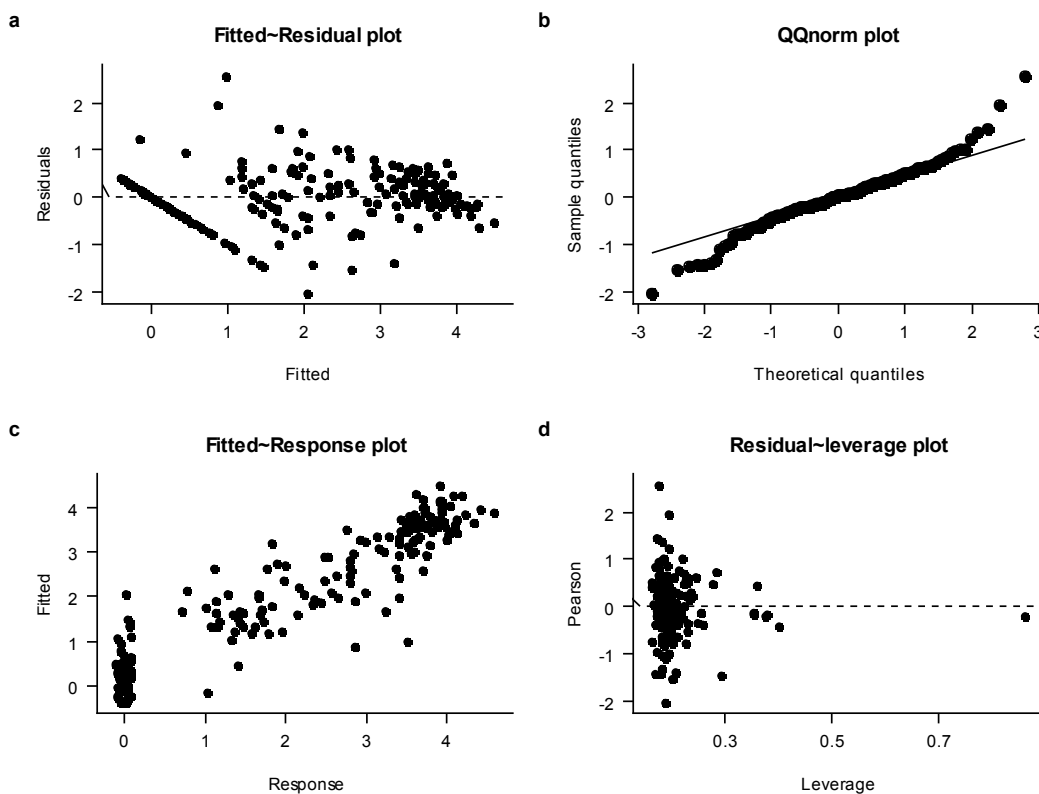 a
Fitted~Residual plot
Residuals
2
1
0
-1
-2
0 1 2 3 4
Fitted
b
QQnorm plot
Sample quantiles
2
1
0
-1
-2
-3 -2 -1 0 1 2 3
Theoretical quantiles
c
Fitted~Response plot
Fitted
4
3
2
1
0
0 1 2 3 4
Response
d
Residual~leverage plot
Pearson
2
1
0
-1
-2
0.3 0.5 0.7
Leverage